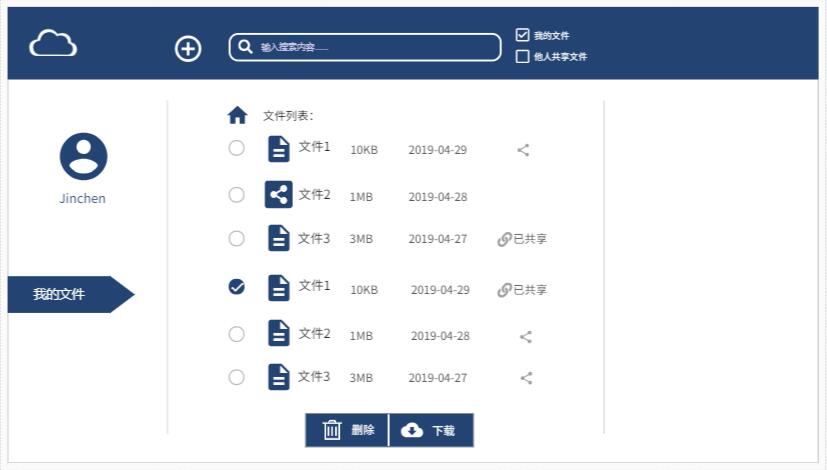 输入搜索内容......
我的文件
他人共享文件
文件列表：
文件1 10KB 2019-04-29
Jinchen
文件2 1MB 2019-04-28
文件3 3MB 2019-04-27 已共享
我的文件
文件1 10KB 2019-04-29 已共享
文件2 1MB 2019-04-28
文件3 3MB 2019-04-27
删除 下载